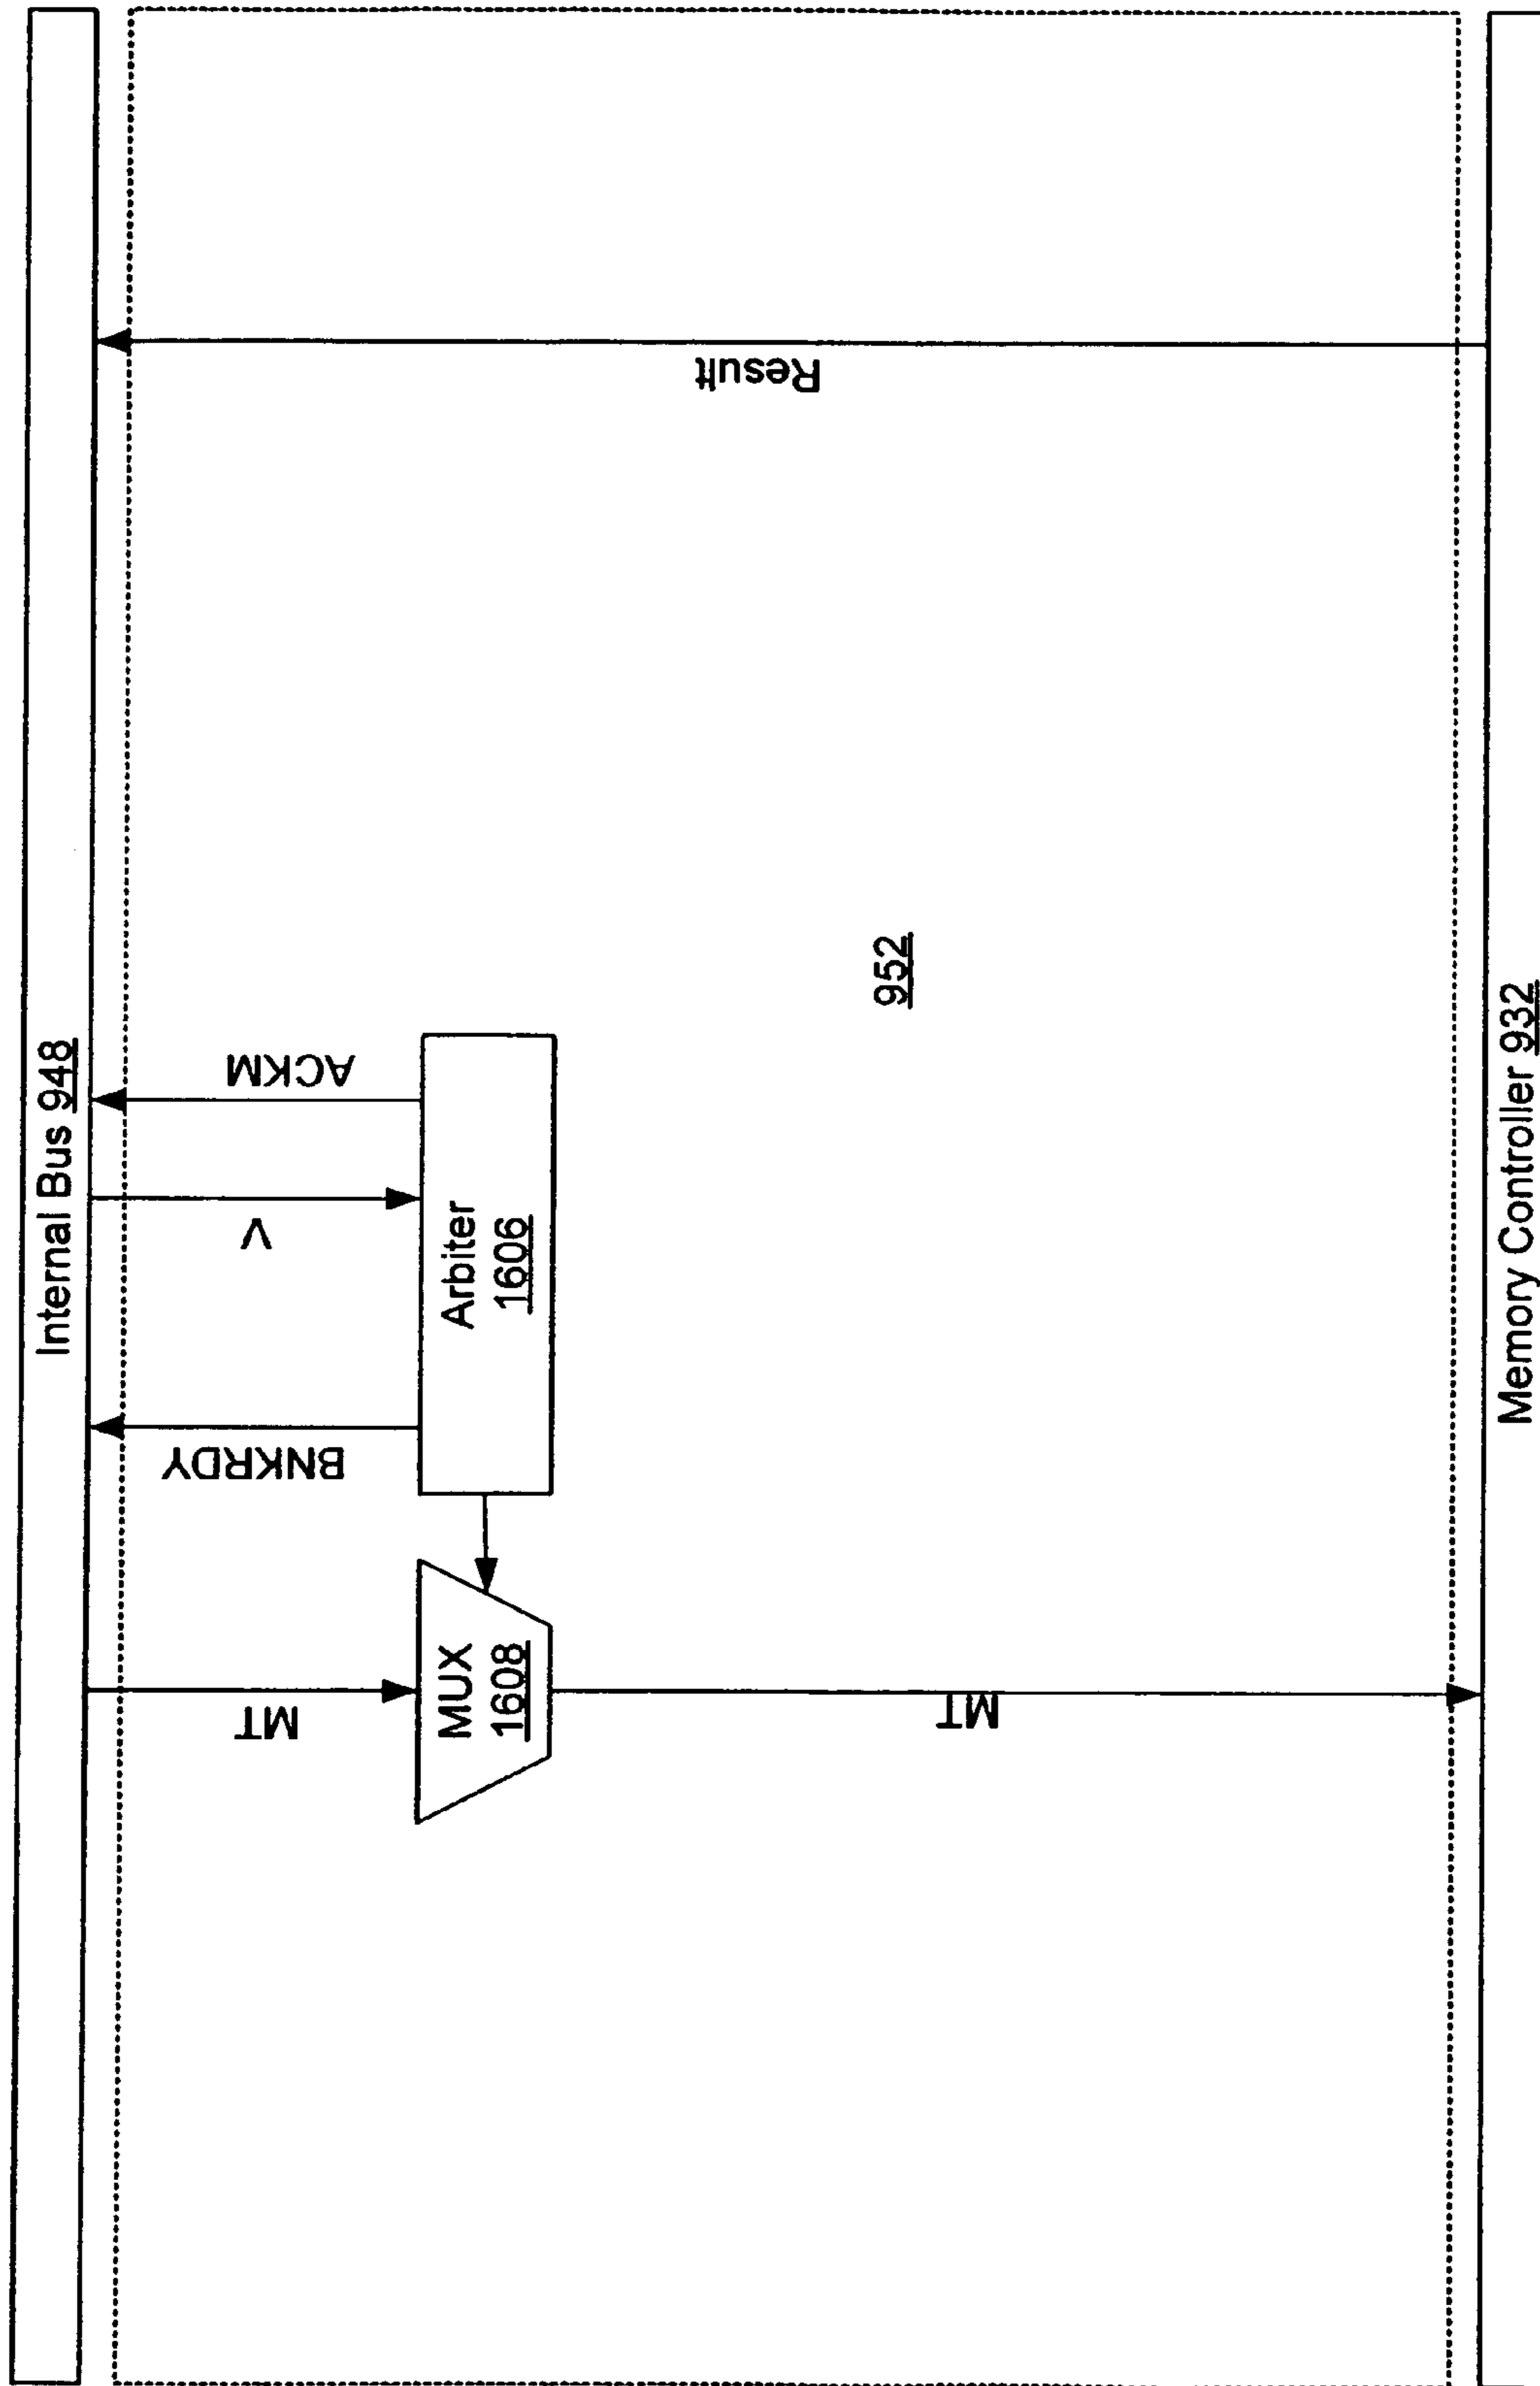 Internal Bus 948
MT
BNKRDY
V
ACKM
MUX
1608
Arbiter
1606
MT
952
Result
Memory Controller 932